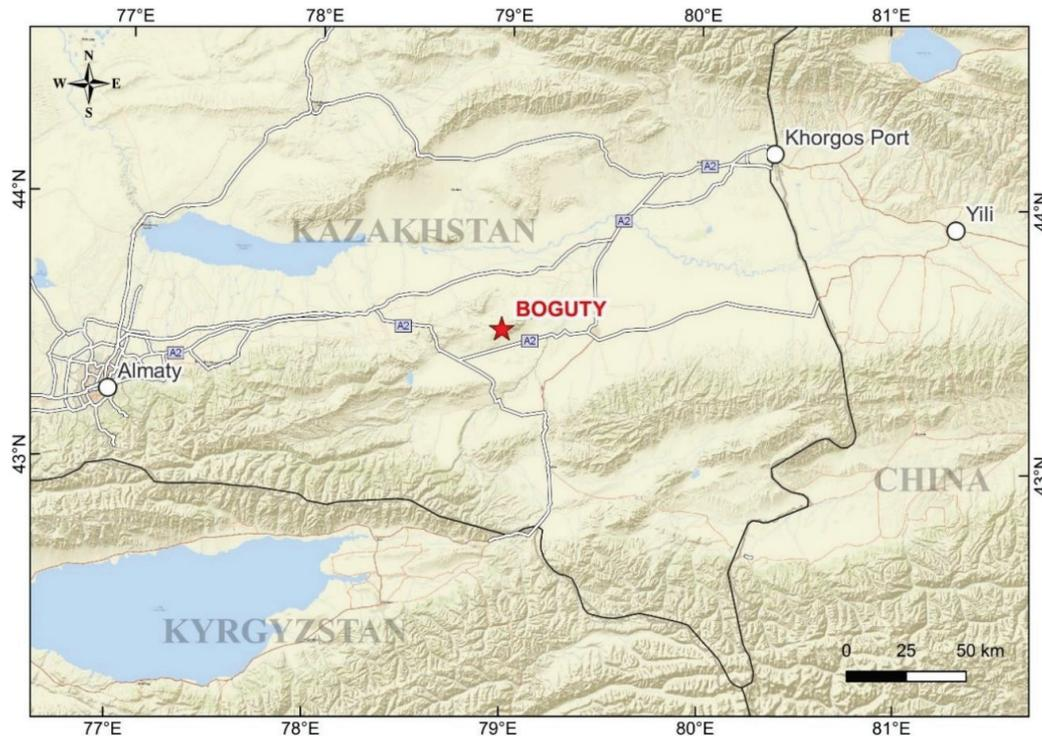 77°E 78°E 79°E 80°E 81°E
N
W E
S
Khorgos Port
A2
44°N 44°N
Yili
A2
KAZAKHSTAN
BOGUTY
A2
A2
A2
Almaty
43°N 43°N
CHINA
KYRGYZSTAN
0 25 50 km
77°E 78°E 79°E 80°E 81°E